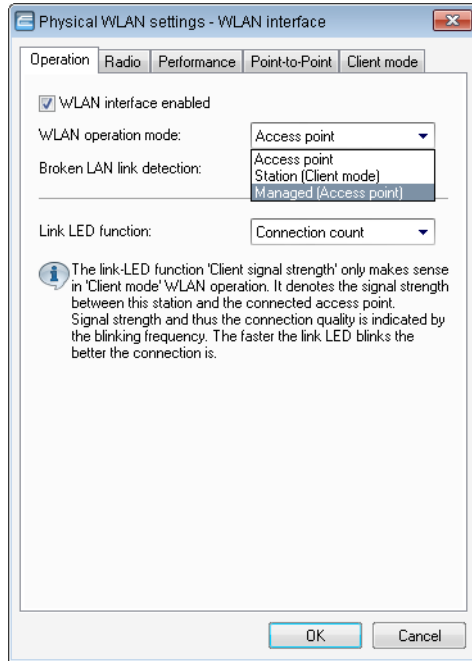 Physical WLAN settings - WLAN interface
Operation Radio Performance Point-to-Point Client mode
WLAN interface enabled
WLAN operation mode: Access point
Access point
Broken LAN link detection: Station (Client mode)
Managed (Access point)
Link LED function: Connection count
The link-LED function 'Client signal strength' only makes sense
in 'Client mode' WLAN operation. It denotes the signal strength
between this station and the connected access point.
Signal strength and thus the connection quality is indicated by
the blinking frequency. The faster the link LED blinks the
better the connection is.
OK Cancel